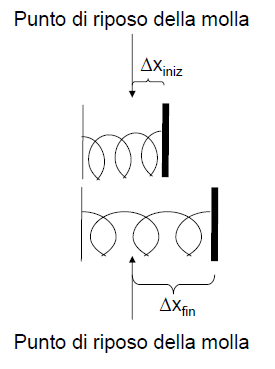 Punto di riposo della molla
Δxiniz
Δxfin
Punto di riposo della molla